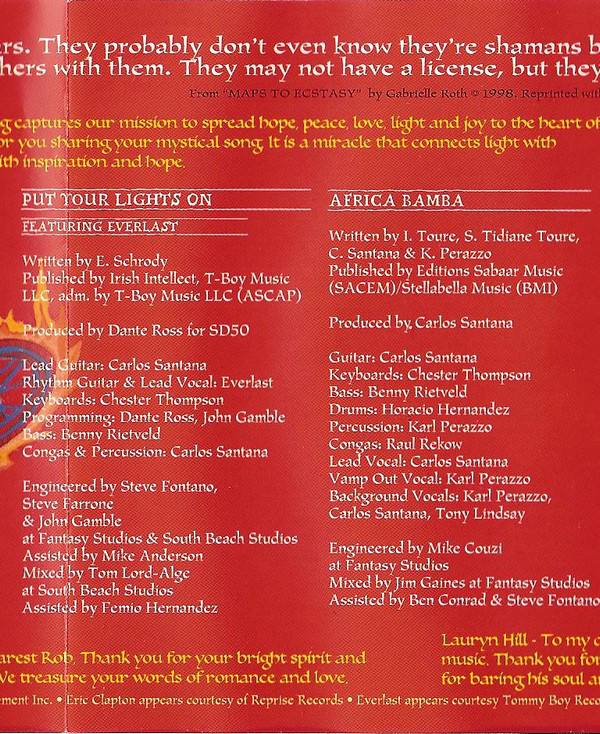 rs. They probably don't even know they're shamans b
hers with them. They may not have a license, but they
From "MAPS TO ECSTASY" by Gabrielle Roth © 1998. Reprinted with
g captures our mission to spread hope, peace, love, light and joy to the heart of
or you sharing your mystical song. It is a miracle that connects light with
ith inspiration and hope.
PUT YOUR LIGHTS ON
FEATURING EVERLAST
Written by E. Schrody
Published by Irish Intellect, T-Boy Music
LLC, adm. by T-Boy Music LLC (ASCAP)
Produced by Dante Ross for SD50
Lead Guitar: Carlos Santana
Rhythm Guitar & Lead Vocal: Everlast
Keyboards: Chester Thompson
Programming: Dante Ross, John Gamble
Bass: Benny Rietveld
Congas & Percussion: Carlos Santana
Engineered by Steve Fontano,
Steve Farrone
& John Gamble
at Fantasy Studios & South Beach Studios
Assisted by Mike Anderson
Mixed by Tom Lord-Alge
at South Beach Studios
Assisted by Femio Hernandez
AFRICA BAMBA
Written by I. Toure, S. Tidiane Toure,
C. Santana & K. Perazzo
Published by Editions Sabaar Music
(SACEM)/Stellabella Music (BMI)
Produced by, Carlos Santana
Guitar: Carlos Santana
Keyboards: Chester Thompson
Bass: Benny Rietveld
Drums: Horacio Hernandez
Percussion: Karl Perazzo
Congas: Raul Rekow
Lead Vocal: Carlos Santana
Vamp Out Vocal: Karl Perazzo
Background Vocals: Karl Perazzo,
Carlos Santana, Tony Lindsay
Engineered by Mike Couzi
at Fantasy Studios
Mixed by Jim Gaines at Fantasy Studios
Assisted by Ben Conrad & Steve Fontano
arest Rob, Thank you for your bright spirit and
We treasure your words of romance and love.
Lauryn Hill - To my c
music. Thank you for
for baring his soul a
ement Inc. • Eric Clapton appears courtesy of Reprise Records • Everlast appears courtesy Tommy Boy Reco